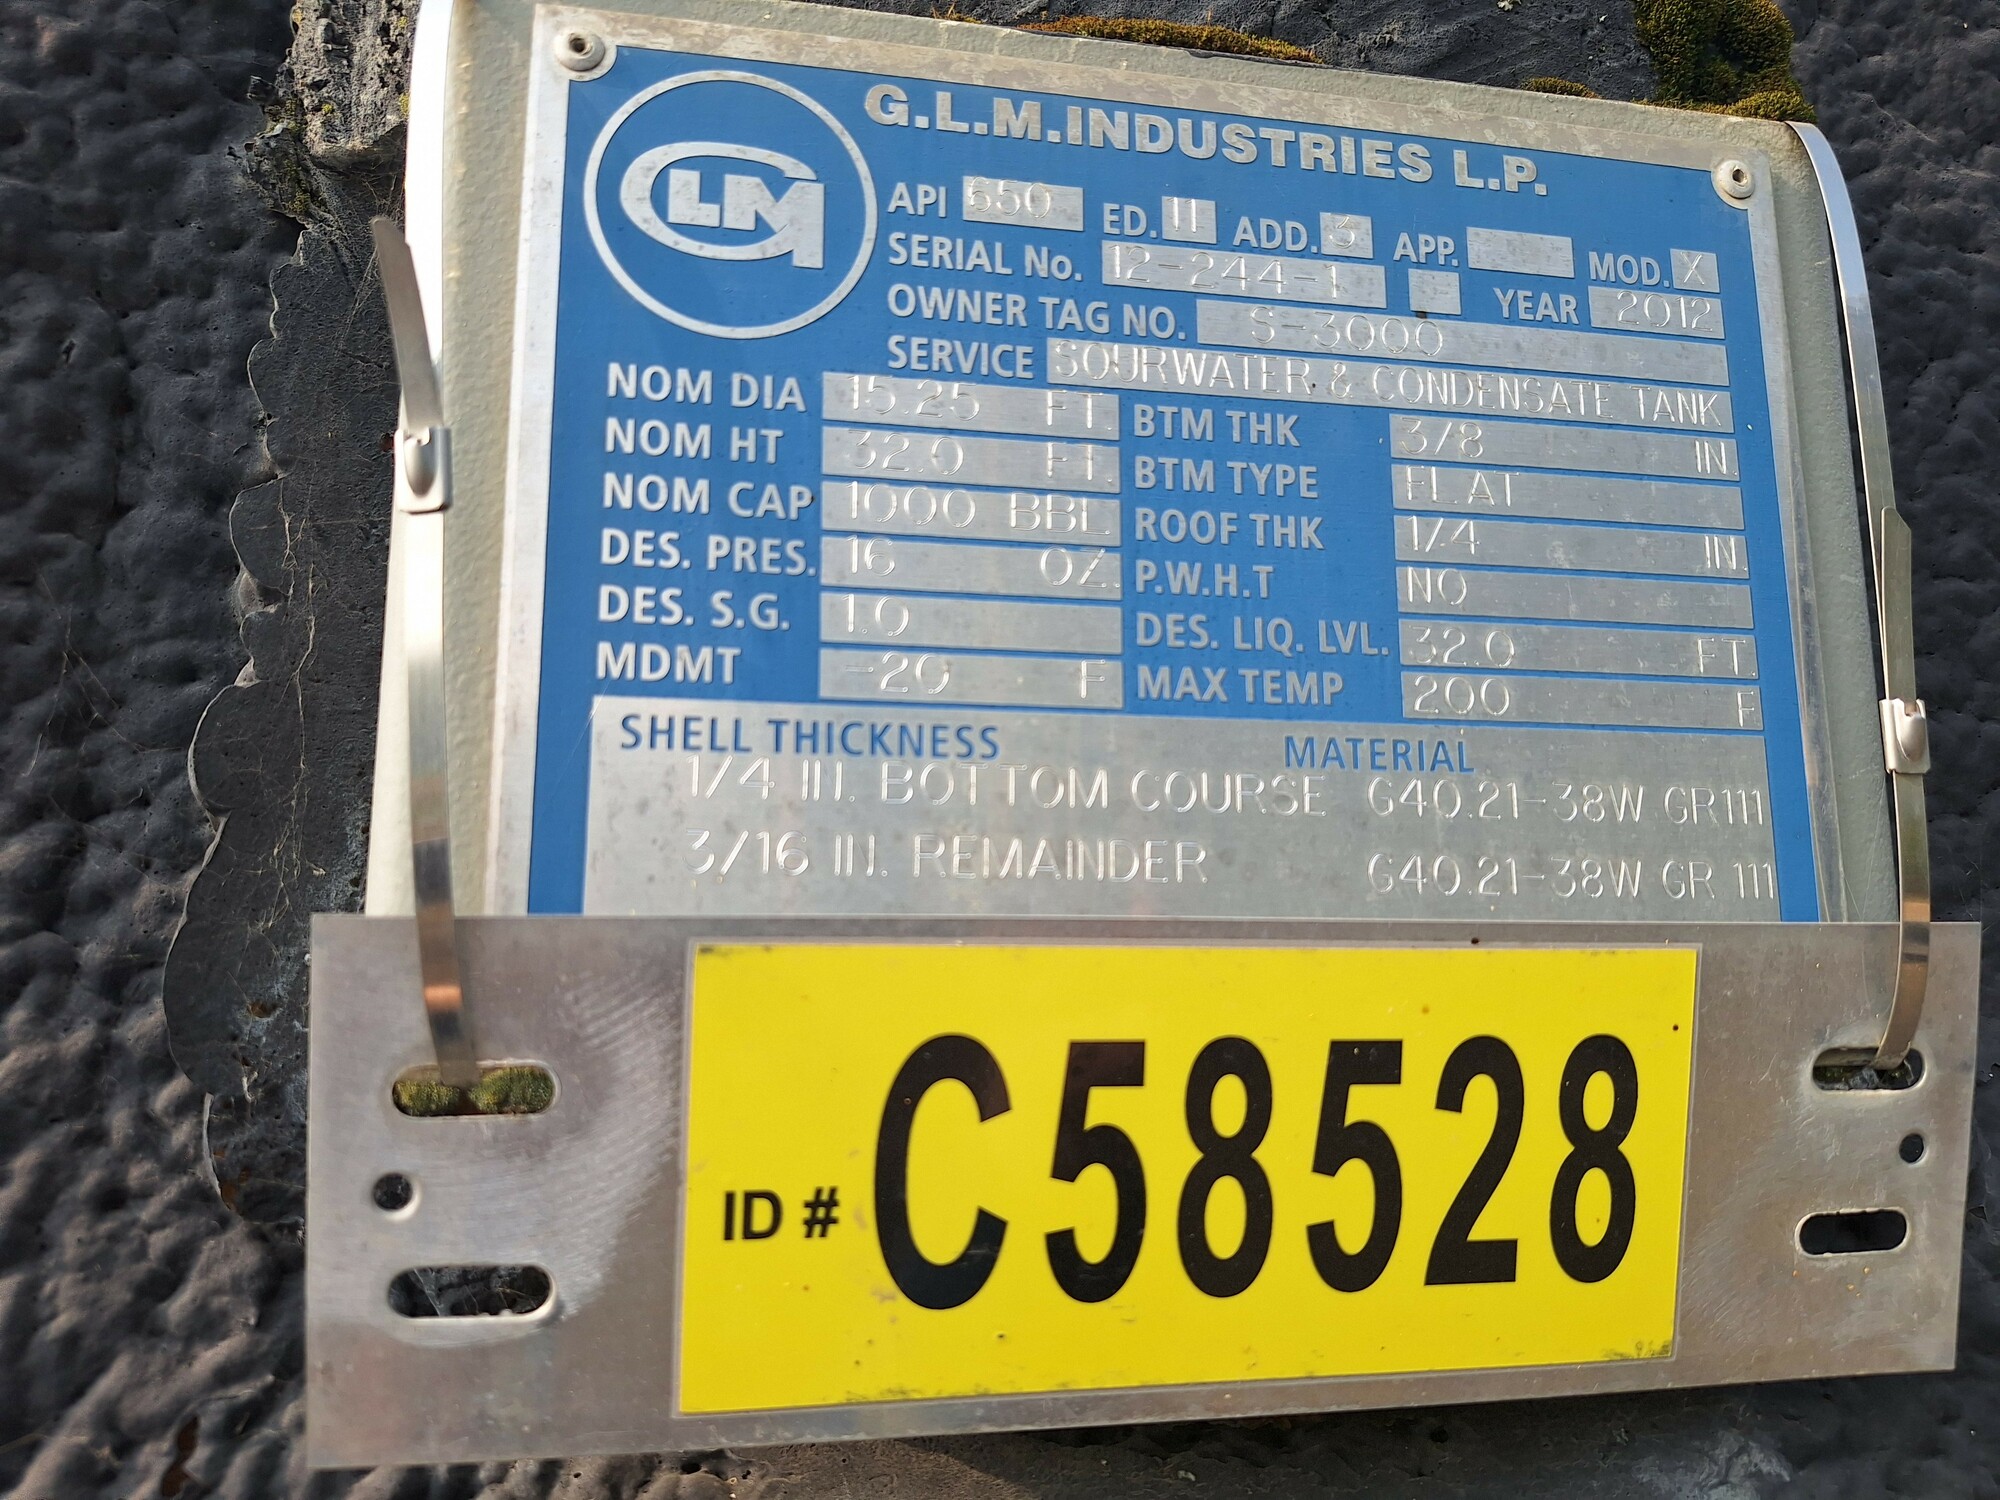 GLM
G.L.M. INDUSTRIES L.P.
API 650 ED. 11 ADD. 3 APP. MOD. X
SERIAL No. 12-244-1 YEAR 2012
OWNER TAG NO. S-3000
SERVICE SOURWATER & CONDENSATE TANK
NOM DIA 15.25 FT. BTM THK 3/8 IN.
NOM HT 32.0 FT. BTM TYPE FLAT
NOM CAP 1000 BBL ROOF THK 1/4 IN.
DES. PRES. 16 OZ. P.W.H.T NO
DES. S.G. 1.0 DES. LIQ. LVL. 32.0 FT.
MDMT -20 F MAX TEMP 200 F
SHELL THICKNESS MATERIAL
1/4 IN. BOTTOM COURSE G40.21-38W GR111
3/16 IN. REMAINDER G40.21-38W GR 111
ID # C58528